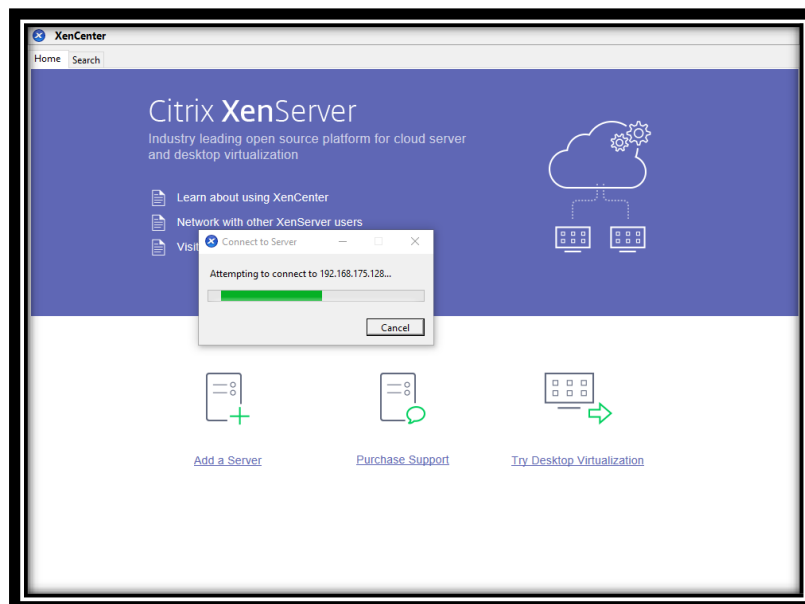 XenCenter
Home Search
Citrix XenServer
Industry leading open source platform for cloud server
and desktop virtualization
Learn about using XenCenter
Network with other XenServer users
Visit
Connect to Server
Attempting to connect to 192.168.175.128...
Cancel
Add a Server
Purchase Support
Try Desktop Virtualization